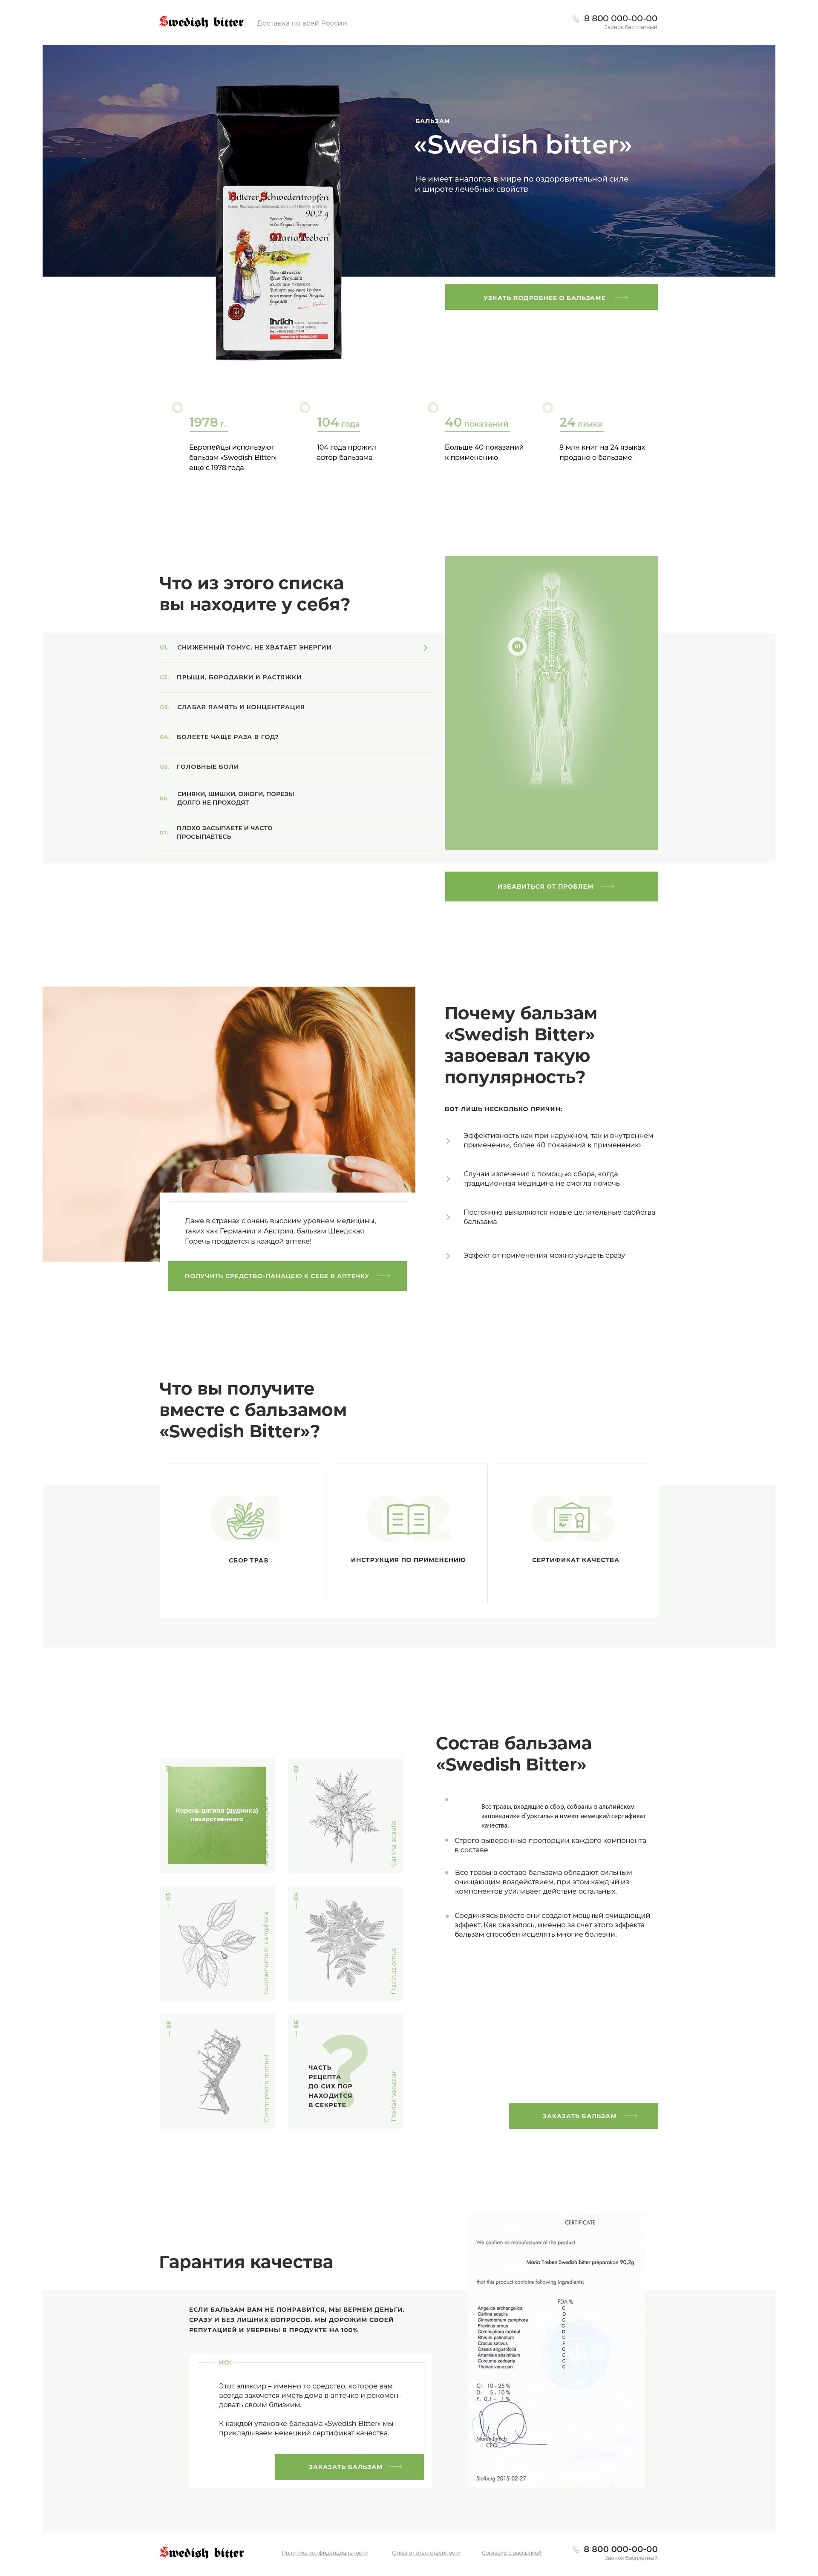 Swedish bitter
Доставка по всей России
8 800 000-00-00
Звонок бесплатный
БАЛЬЗАМ
«Swedish bitter»
Не имеет аналогов в мире по оздоровительной силе
и широте лечебных свойств
Bitterer Schwedentropfen
90,2 g
Maria Treben
ihrlich
УЗНАТЬ ПОДРОБНЕЕ О БАЛЬЗАМЕ
1978 г.
Европейцы используют
бальзам «Swedish Bitter»
еще с 1978 года
104 года
104 года прожил
автор бальзама
40 показаний
Больше 40 показаний
к применению
24 языка
8 млн книг на 24 языках
продано о бальзаме
Что из этого списка
вы находите у себя?
01. СНИЖЕННЫЙ ТОНУС, НЕ ХВАТАЕТ ЭНЕРГИИ
02. ПРЫЩИ, БОРОДАВКИ И РАСТЯЖКИ
03. СЛАБАЯ ПАМЯТЬ И КОНЦЕНТРАЦИЯ
04. БОЛЕЕТЕ ЧАЩЕ РАЗА В ГОД?
05. ГОЛОВНЫЕ БОЛИ
06. СИНЯКИ, ШИШКИ, ОЖОГИ, ПОРЕЗЫ
ДОЛГО НЕ ПРОХОДЯТ
07. ПЛОХО ЗАСЫПАЕТЕ И ЧАСТО
ПРОСЫПАЕТЕСЬ
01
ИЗБАВИТЬСЯ ОТ ПРОБЛЕМ
Почему бальзам
«Swedish Bitter»
завоевал такую
популярность?
ВОТ ЛИШЬ НЕСКОЛЬКО ПРИЧИН:
Эффективность как при наружном, так и внутреннем
применении, более 40 показаний к применению
Случаи излечения с помощью сбора, когда
традиционная медицина не смогла помочь
Постоянно выявляются новые целительные свойства
бальзама
Эффект от применения можно увидеть сразу
Даже в странах с очень высоким уровнем медицины,
таких как Германия и Австрия, бальзам Шведская
Горечь продается в каждой аптеке!
ПОЛУЧИТЬ СРЕДСТВО-ПАНАЦЕЮ К СЕБЕ В АПТЕЧКУ
Что вы получите
вместе с бальзамом
«Swedish Bitter»?
01
СБОР ТРАВ
02
ИНСТРУКЦИЯ ПО ПРИМЕНЕНИЮ
03
СЕРТИФИКАТ КАЧЕСТВА
Состав бальзама
«Swedish Bitter»
Все травы, входящие в сбор, собраны в альпийском
заповеднике «Гурkталь» и имеют немецкий сертификат
качества.
Строго выверенные пропорции каждого компонента
в составе
Все травы в составе бальзама обладают сильным
очищающим воздействием, при этом каждый из
компонентов усиливает действие остальных.
Соединяясь вместе они создают мощный очищающий
эффект. Как оказалось, именно за счет этого эффекта
бальзам способен исцелять многие болезни.
Корень дягиля (дудника)
лекарственного
— 02
Carlina acaulis
— 03
Cunnamomum camphora
— 04
Fraxinus ornus
— 05
Cammiphora molmol
— 06
?
ЧАСТЬ
РЕЦЕПТА
ДО СИХ ПОР
НАХОДИТСЯ
В СЕКРЕТЕ
Theriak venezian
ЗАКАЗАТЬ БАЛЬЗАМ
Гарантия качества
ЕСЛИ БАЛЬЗАМ ВАМ НЕ ПОНРАВИТСЯ, МЫ ВЕРНЕМ ДЕНЬГИ.
СРАЗУ И БЕЗ ЛИШНИХ ВОПРОСОВ. МЫ ДОРОЖИМ СВОЕЙ
РЕПУТАЦИЕЙ И УВЕРЕНЫ В ПРОДУКТЕ НА 100%
НО:
Этот эликсир – именно то средство, которое вам
всегда захочется иметь дома в аптечке и рекомен-
довать своим близким.
К каждой упаковке бальзама «Swedish Bitter» мы
прикладываем немецкий сертификат качества.
ЗАКАЗАТЬ БАЛЬЗАМ
CERTIFICATE
We confirm as manufacturer of the product
Maria Treben Swedish bitter preparation 90,2g
that this product contains following ingredients:
FDA %
Angelica archangelica C
Carlina acaulis D
Cinnamomum camphora C
Fraxinus ornus C
Commiphora molmol D
Rheum palmatum C
Crocus sativus F
Cassia angustifolia C
Artemisia absinthium C
Curcuma zedoaria C
Theriac venezian C
C: 10 - 25 %
D: 5 - 10 %
F: 0,1 – 1 %
CEO
Stolberg 2015-02-27
Swedish bitter
Политика конфиденциальности
Отказ от ответственности
Согласие с рассылкой
8 800 000-00-00
Звонок бесплатный